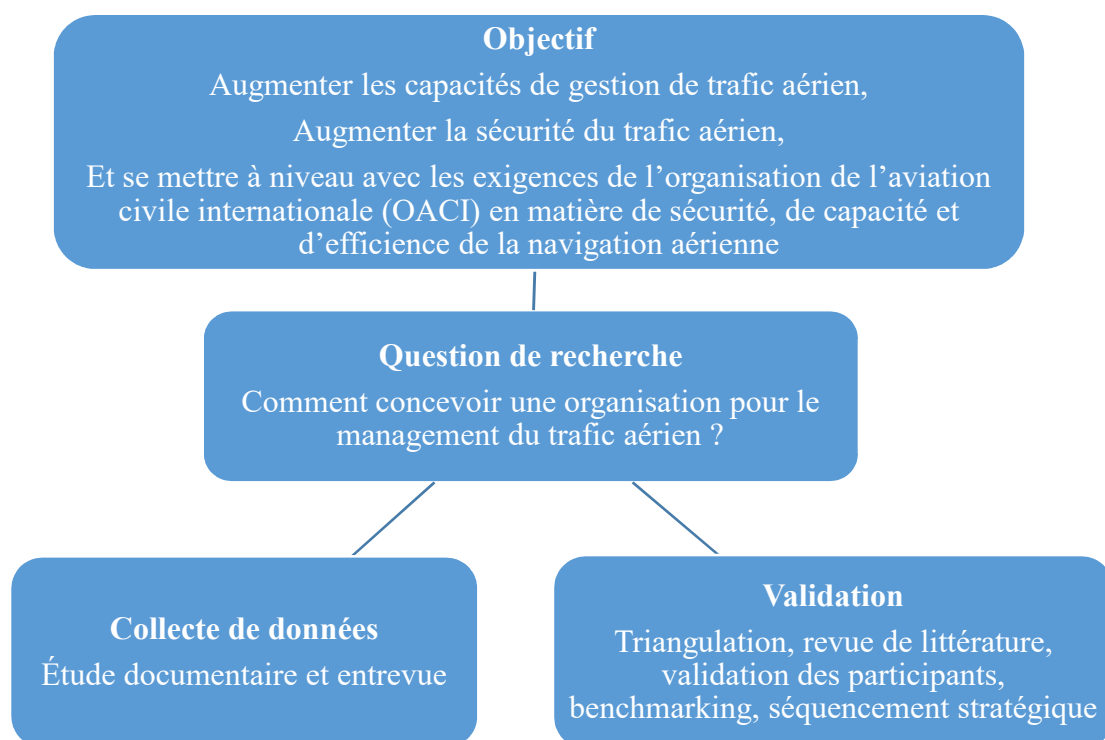 Objectif
Augmenter les capacités de gestion de trafic aérien,
Augmenter la sécurité du trafic aérien,
Et se mettre à niveau avec les exigences de l’organisation de l’aviation
civile internationale (OACI) en matière de sécurité, de capacité et
d’efficience de la navigation aérienne
Question de recherche
Comment concevoir une organisation pour le
management du trafic aérien ?
Collecte de données
Étude documentaire et entrevue
Validation
Triangulation, revue de littérature,
validation des participants,
benchmarking, séquencement stratégique